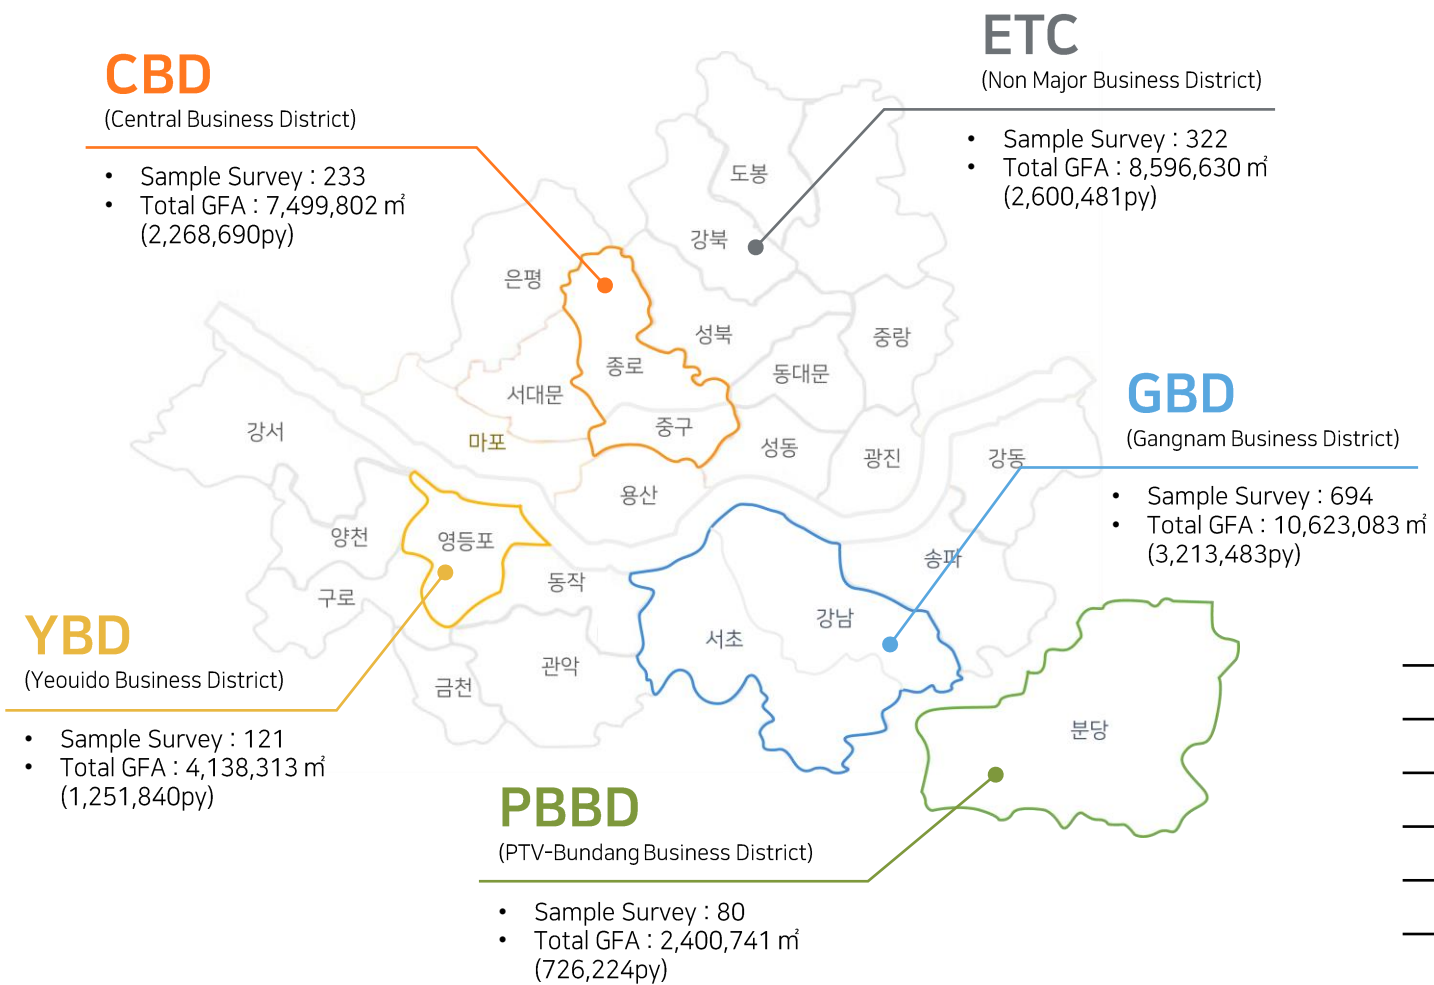 ETC
(Non Major Business District)
• Sample Survey : 322
• Total GFA : 8,596,630 ㎡
(2,600,481py)
CBD
(Central Business District)
• Sample Survey : 233
• Total GFA : 7,499,802 ㎡
(2,268,690py)
도봉
강북
은평
성북
중랑
종로
동대문
서대문
강서
마포
중구
성동
광진
강동
용산
GBD
(Gangnam Business District)
• Sample Survey : 694
• Total GFA : 10,623,083 ㎡
(3,213,483py)
양천
영등포
송파
동작
구로
강남
서초
관악
금천
분당
YBD
(Yeouido Business District)
• Sample Survey : 121
• Total GFA : 4,138,313 ㎡
(1,251,840py)
PBBD
(PTV-Bundang Business District)
• Sample Survey : 80
• Total GFA : 2,400,741 ㎡
(726,224py)